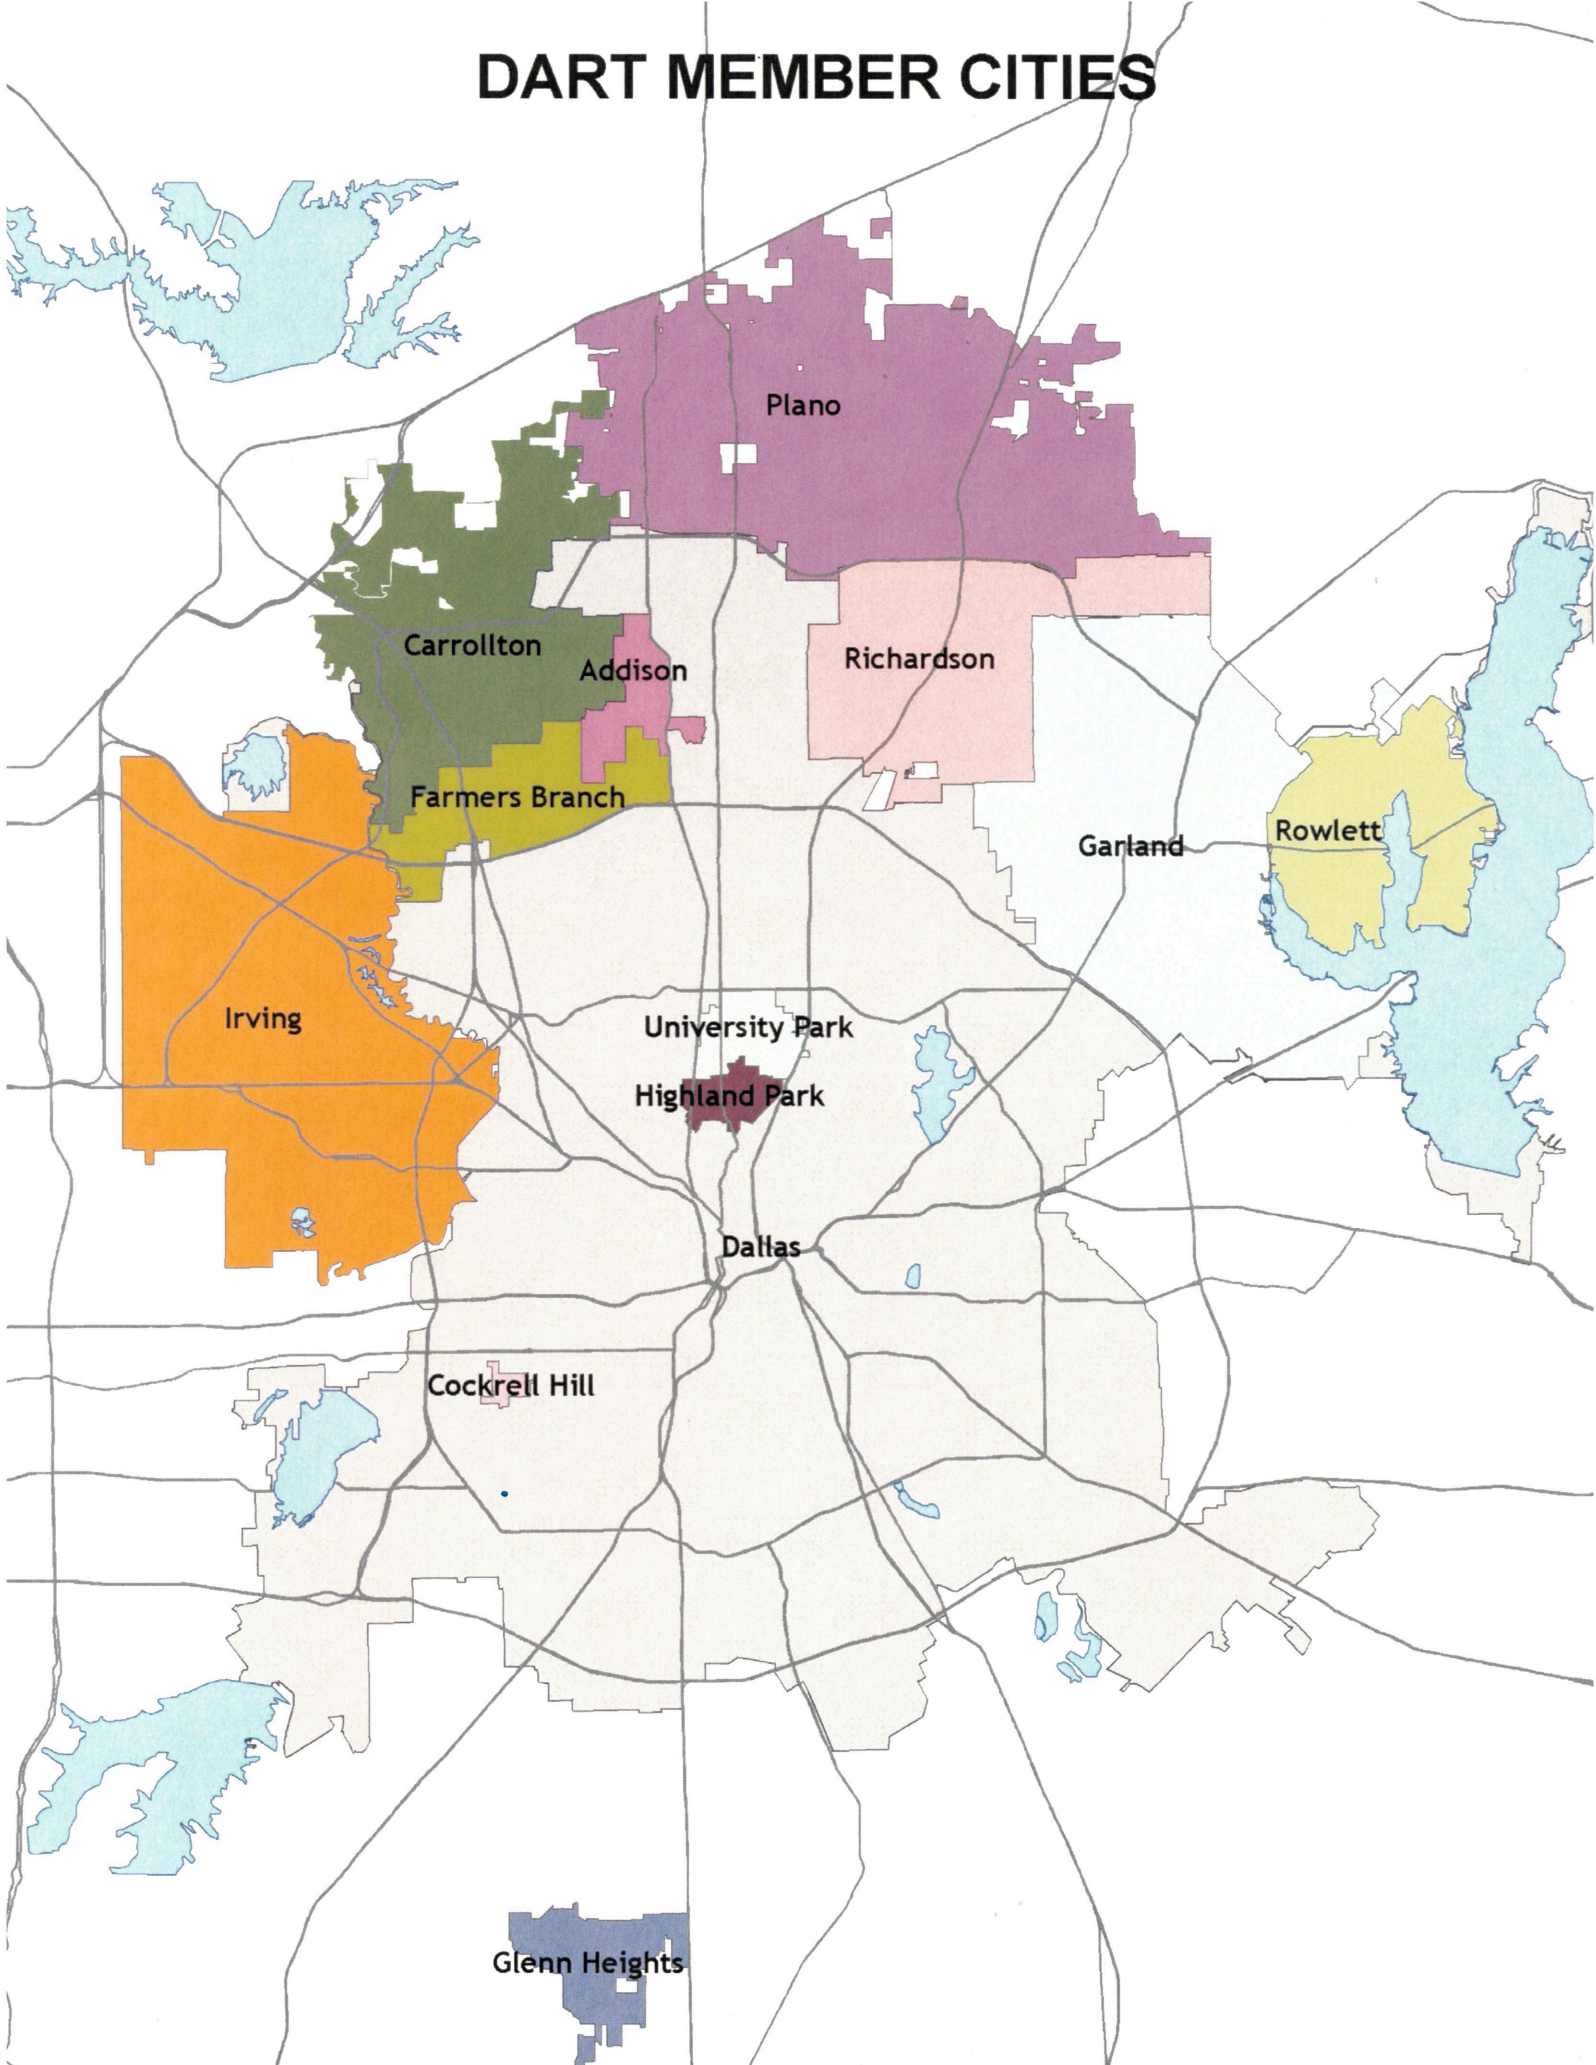 DART MEMBER CITIES
Plano
Carrollton
Addison
Richardson
Farmers Branch
Rowlett
Garland
Irving
University Park
Highland Park
Dallas
Cockrell Hill
Glenn Heights